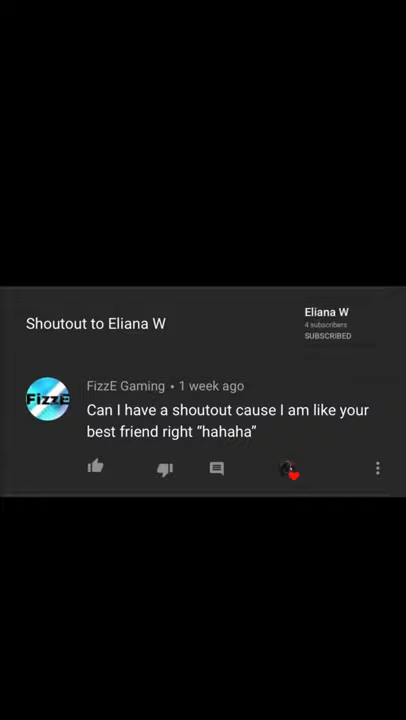 Eliana W
Shoutout to Eliana W
4 subscribers
SUBSCRIBED
FizzE Gaming • 1 week ago
FizzE
Can I have a shoutout cause I am like your
best friend right “hahaha”